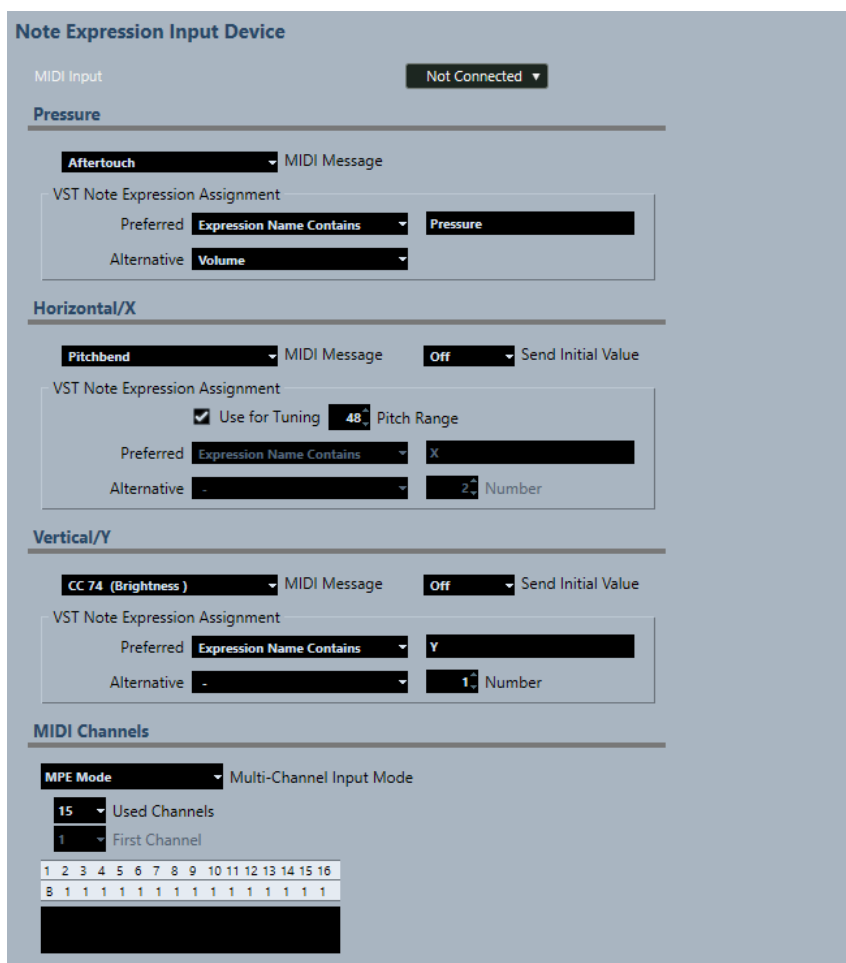 Note Expression Input Device
MIDI Input Not Connected
Pressure
Aftertouch MIDI Message
VST Note Expression Assignment
Preferred Expression Name Contains Pressure
Alternative Volume
Horizontal/X
Pitchbend MIDI Message Off Send Initial Value
VST Note Expression Assignment
Use for Tuning 48 Pitch Range
Preferred Expression Name Contains X
Alternative - 2 Number
Vertical/Y
CC 74 (Brightness ) MIDI Message Off Send Initial Value
VST Note Expression Assignment
Preferred Expression Name Contains Y
Alternative - 1 Number
MIDI Channels
MPE Mode Multi-Channel Input Mode
15 Used Channels
1 First Channel
1 2 3 4 5 6 7 8 9 10 11 12 13 14 15 16
B 1 1 1 1 1 1 1 1 1 1 1 1 1 1 1